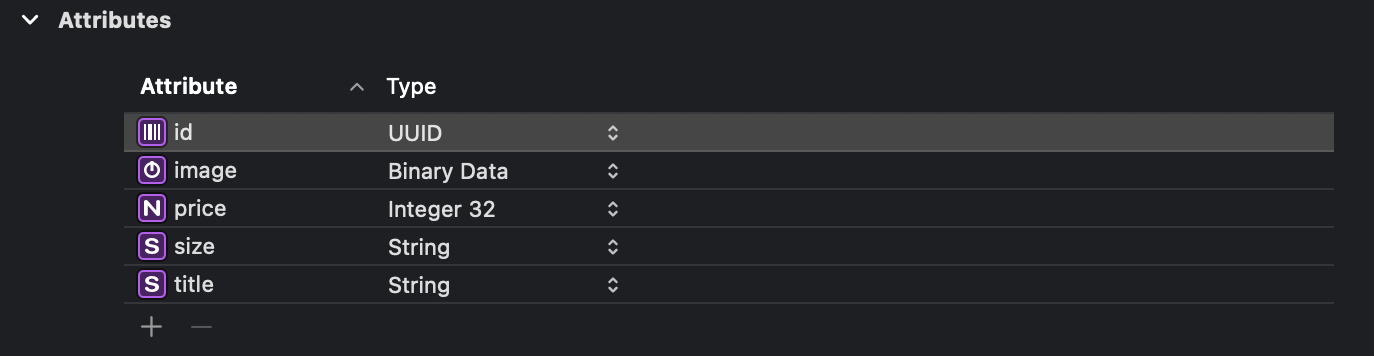 Attributes
Attribute Type
id UUID
image Binary Data
N price Integer 32
S size String
S title String